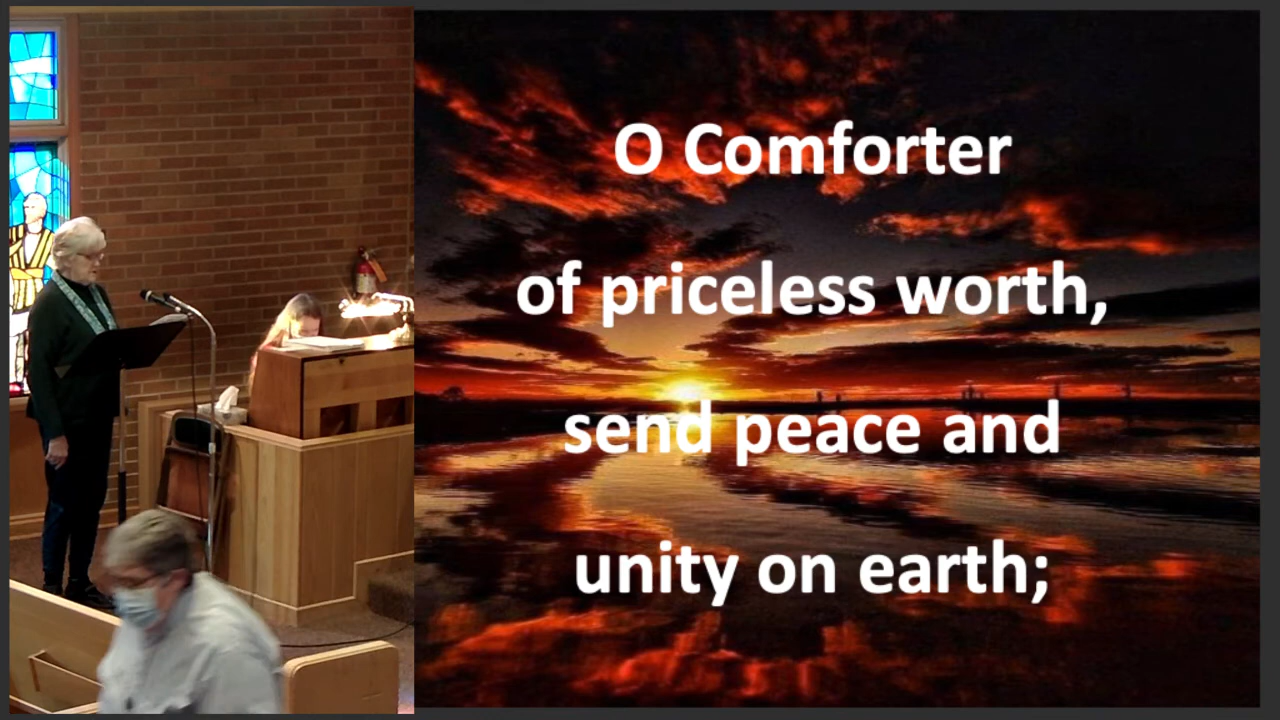 O Comforter
of priceless worth,
send peace and
unity on earth;